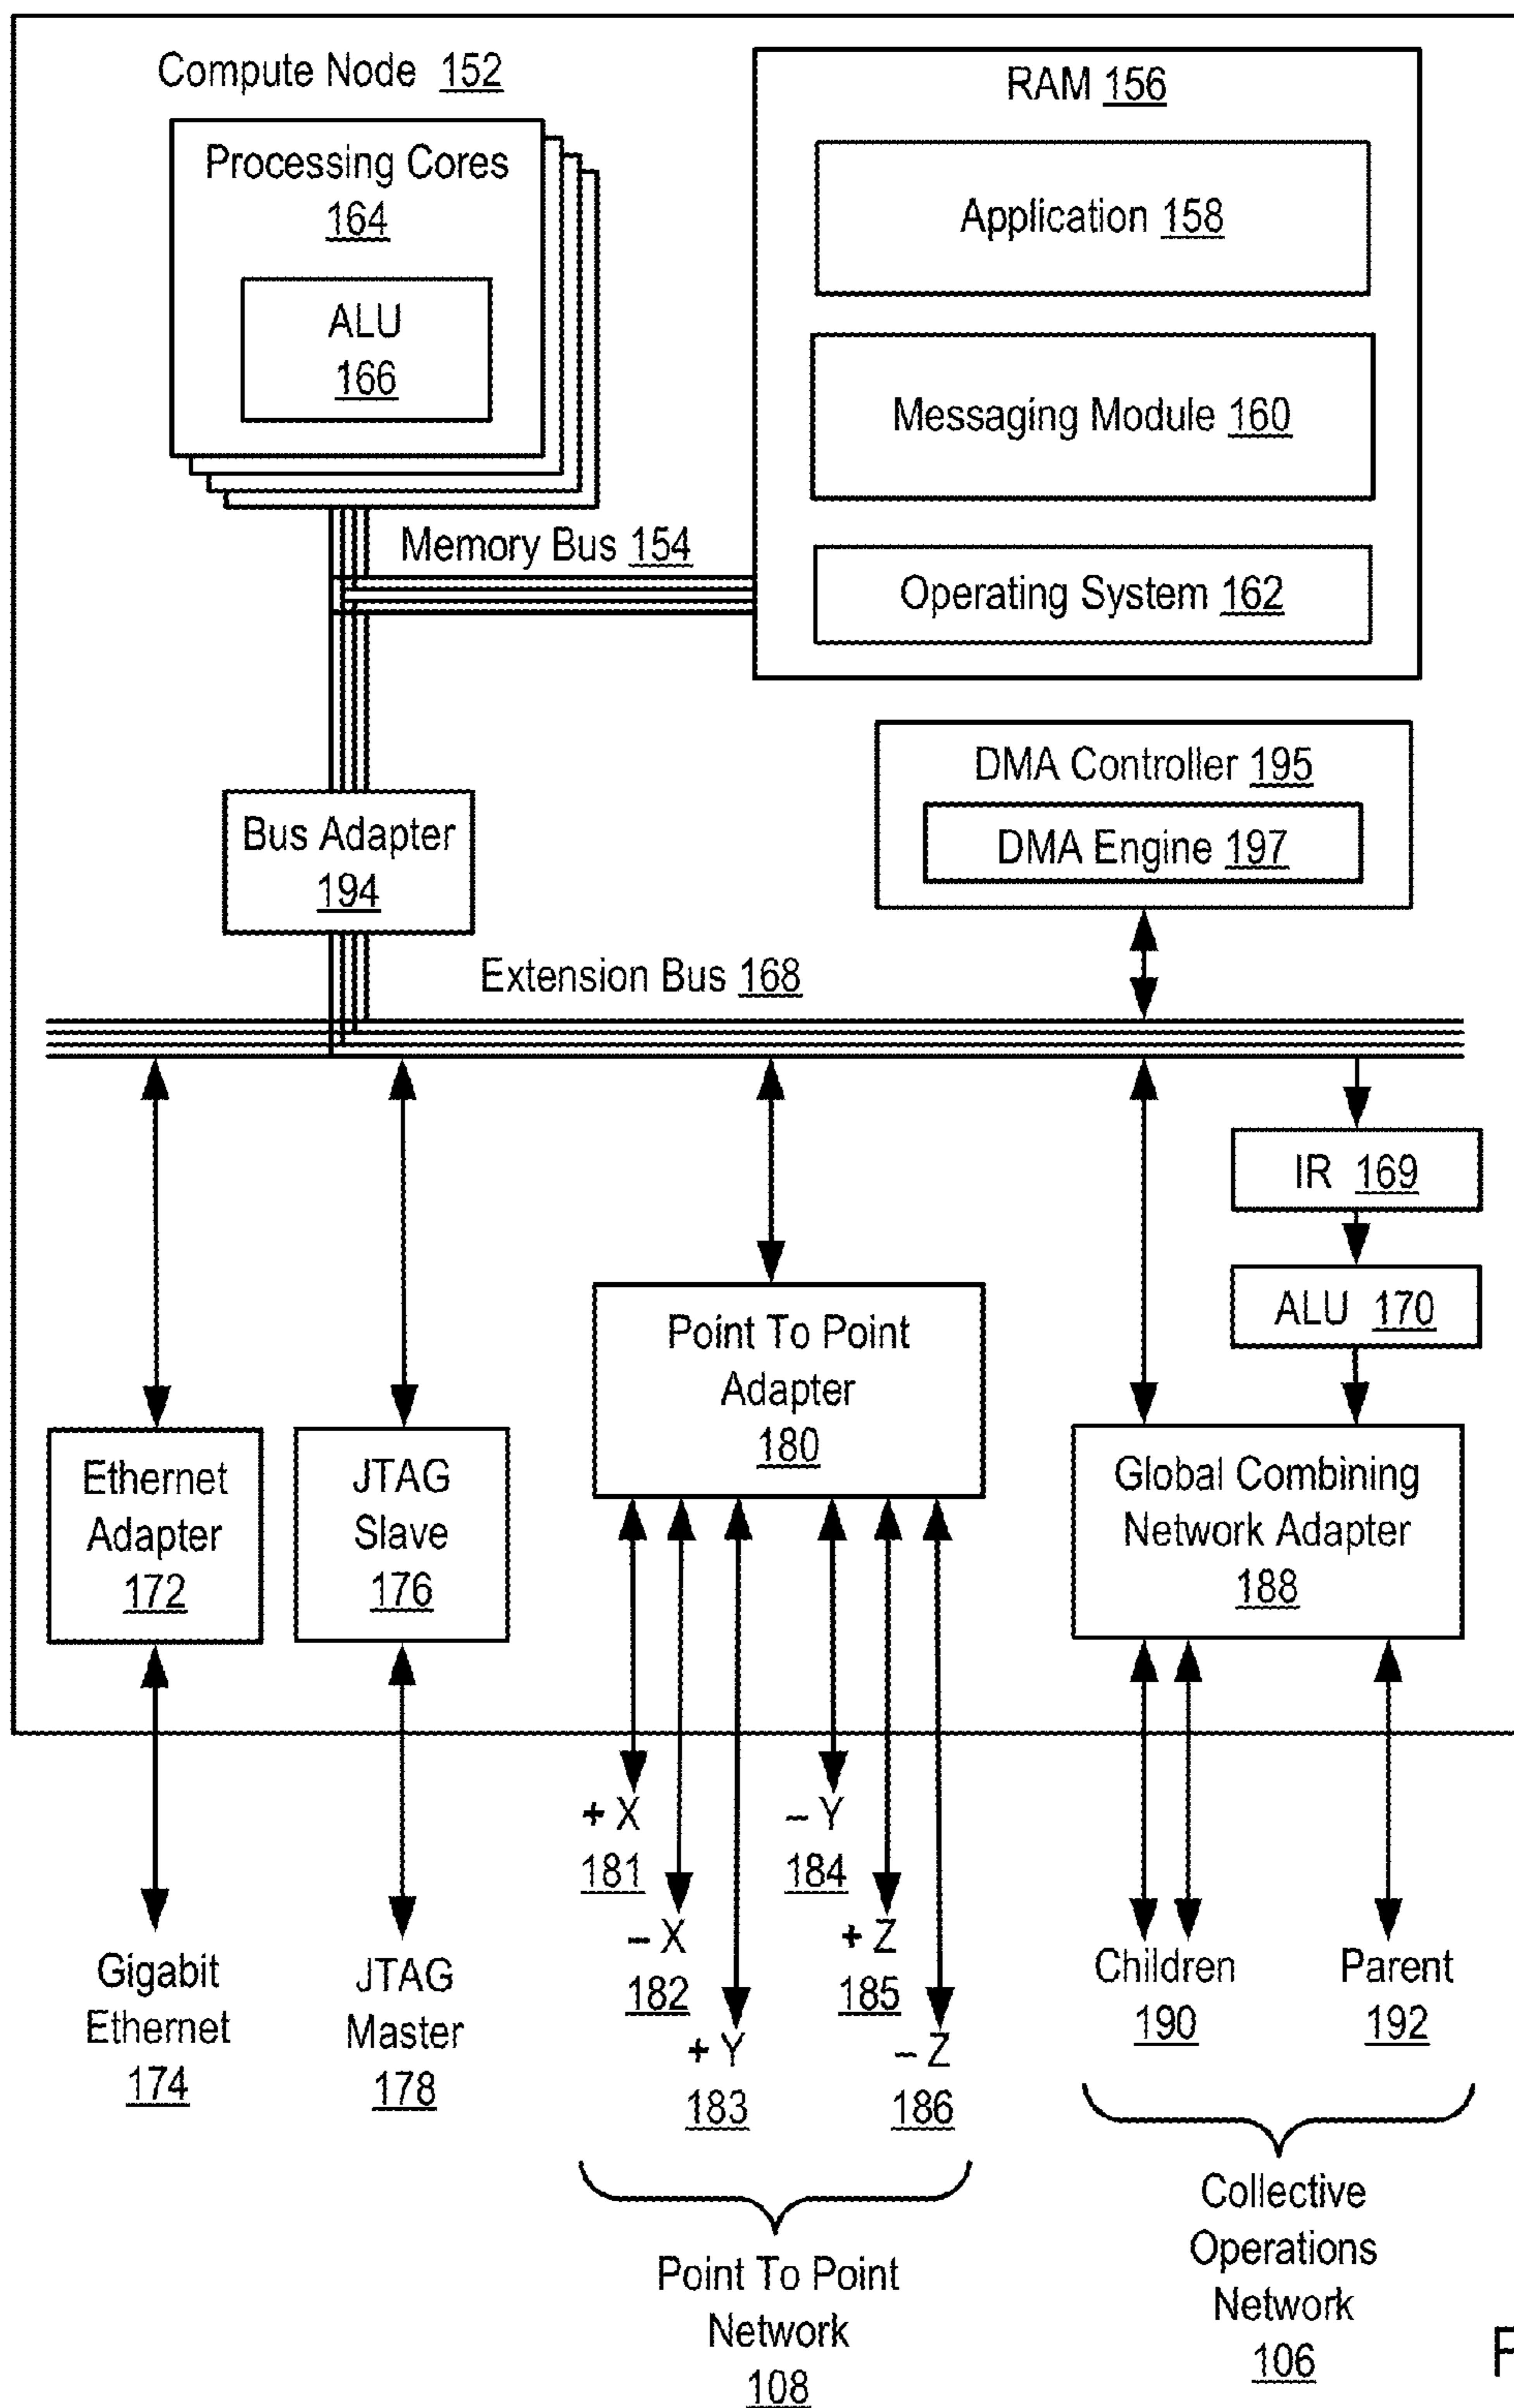 Compute Node 152
RAM 156
Processing Cores
164
ALU
166
Application 158
Messaging Module 160
Operating System 162
Memory Bus 154
DMA Controller 195
DMA Engine 197
Bus Adapter
194
Extension Bus 168
IR 169
ALU 170
Point To Point
Adapter
180
Ethernet
Adapter
172
JTAG
Slave
176
Global Combining
Network Adapter
188
+ X
181
– X
182
+ Y
183
– Y
184
+ Z
185
– Z
186
Gigabit
Ethernet
174
JTAG
Master
178
Children
190
Parent
192
Point To Point
Network
108
Collective
Operations
Network
106